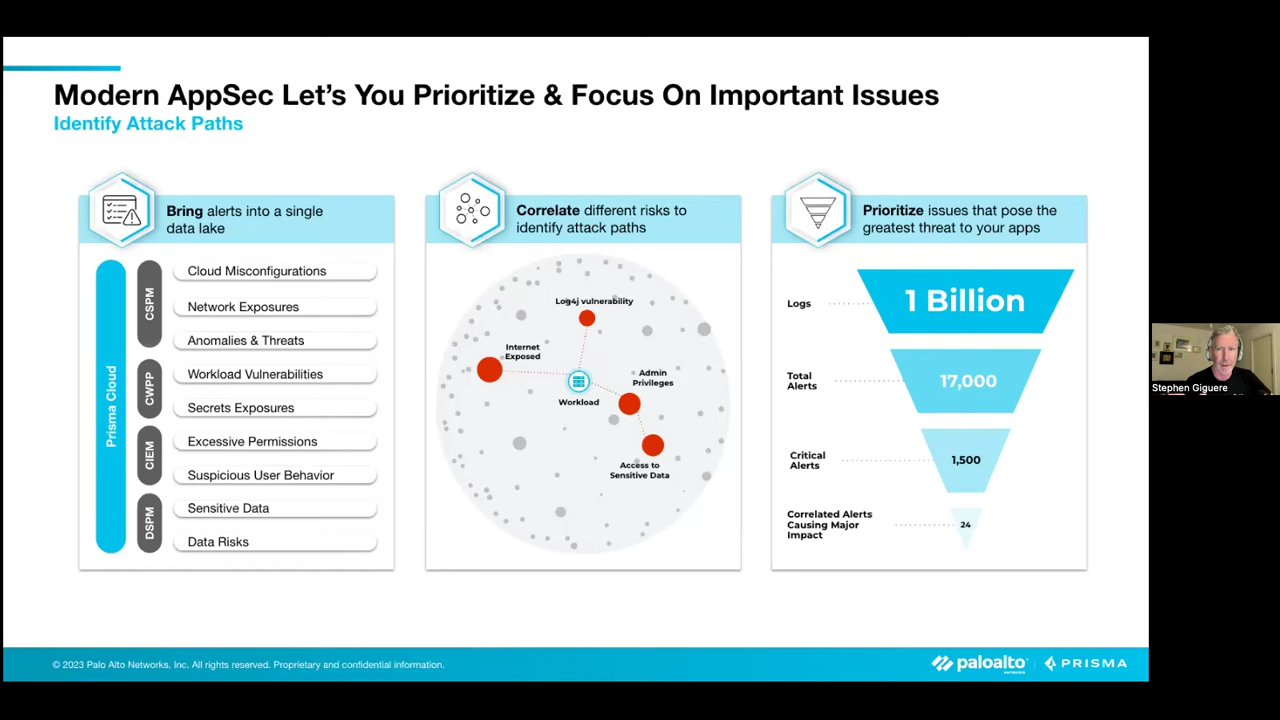 Modern AppSec Let's You Prioritize & Focus On Important Issues
Identify Attack Paths
Bring alerts into a single
data lake
Prisma Cloud
CSPM
Cloud Misconfigurations
Network Exposures
Anomalies & Threats
CWPP
Workload Vulnerabilities
Secrets Exposures
CIEM
Excessive Permissions
Suspicious User Behavior
DSPM
Sensitive Data
Data Risks
Correlate different risks to
identify attack paths
Log4j vulnerability
Internet
Exposed
Admin
Privileges
Workload
Access to
Sensitive Data
Prioritize issues that pose the
greatest threat to your apps
Logs
1 Billion
Total
Alerts
17,000
Critical
Alerts
1,500
Correlated Alerts
Causing Major
Impact
24
Stephen Giguere
© 2023 Palo Alto Networks, Inc. All rights reserved. Proprietary and confidential information.
paloalto
NETWORKS
PRISMA